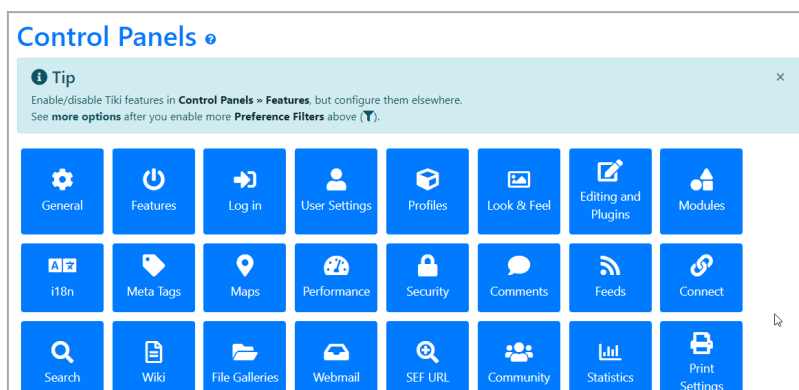 Control Panels
Tip
Enable/disable Tiki features in Control Panels » Features, but configure them elsewhere.
See more options after you enable more Preference Filters above ( ).
General
Features
Log in
User Settings
Profiles
Look & Feel
Editing and
Plugins
Modules
i18n
Meta Tags
Maps
Performance
Security
Comments
Feeds
Connect
Search
Wiki
File Galleries
Webmail
SEF URL
Community
Statistics
Print
Settings